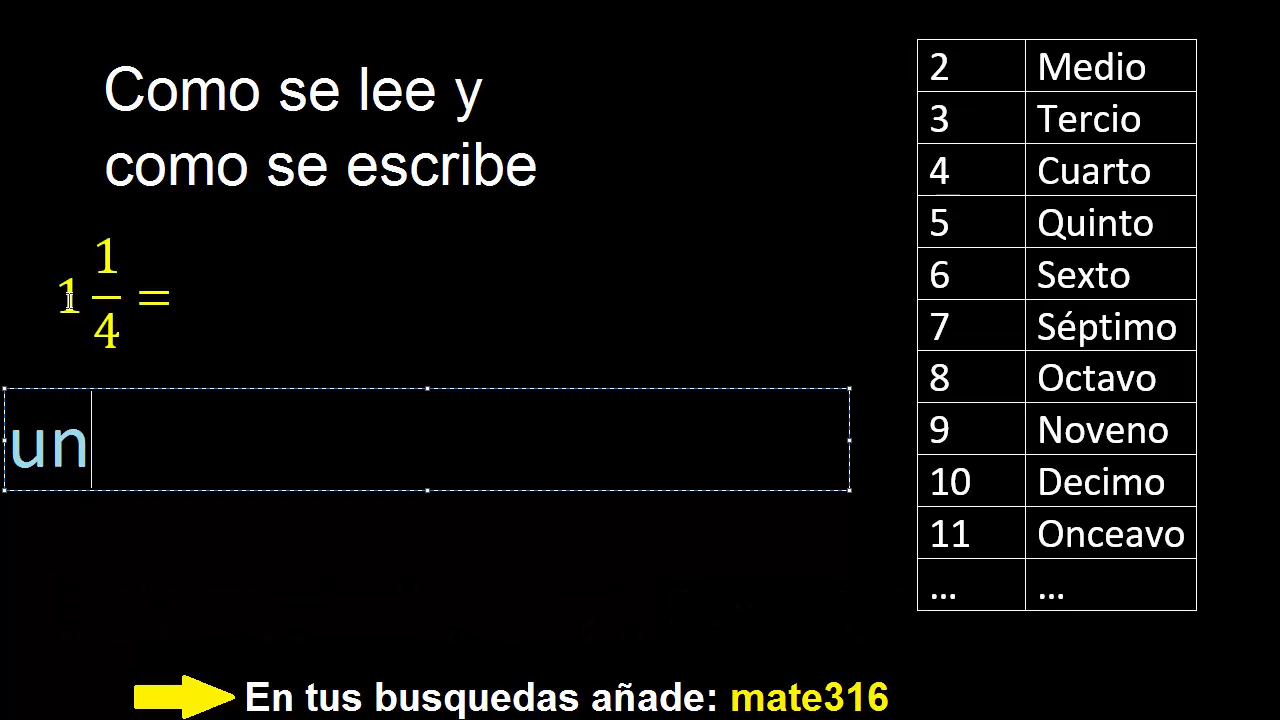 Como se lee y
como se escribe
1 1/4 =
un
2 Medio
3 Tercio
4 Cuarto
5 Quinto
6 Sexto
7 Séptimo
8 Octavo
9 Noveno
10 Decimo
11 Onceavo
... ...
En tus busquedas añade: mate316